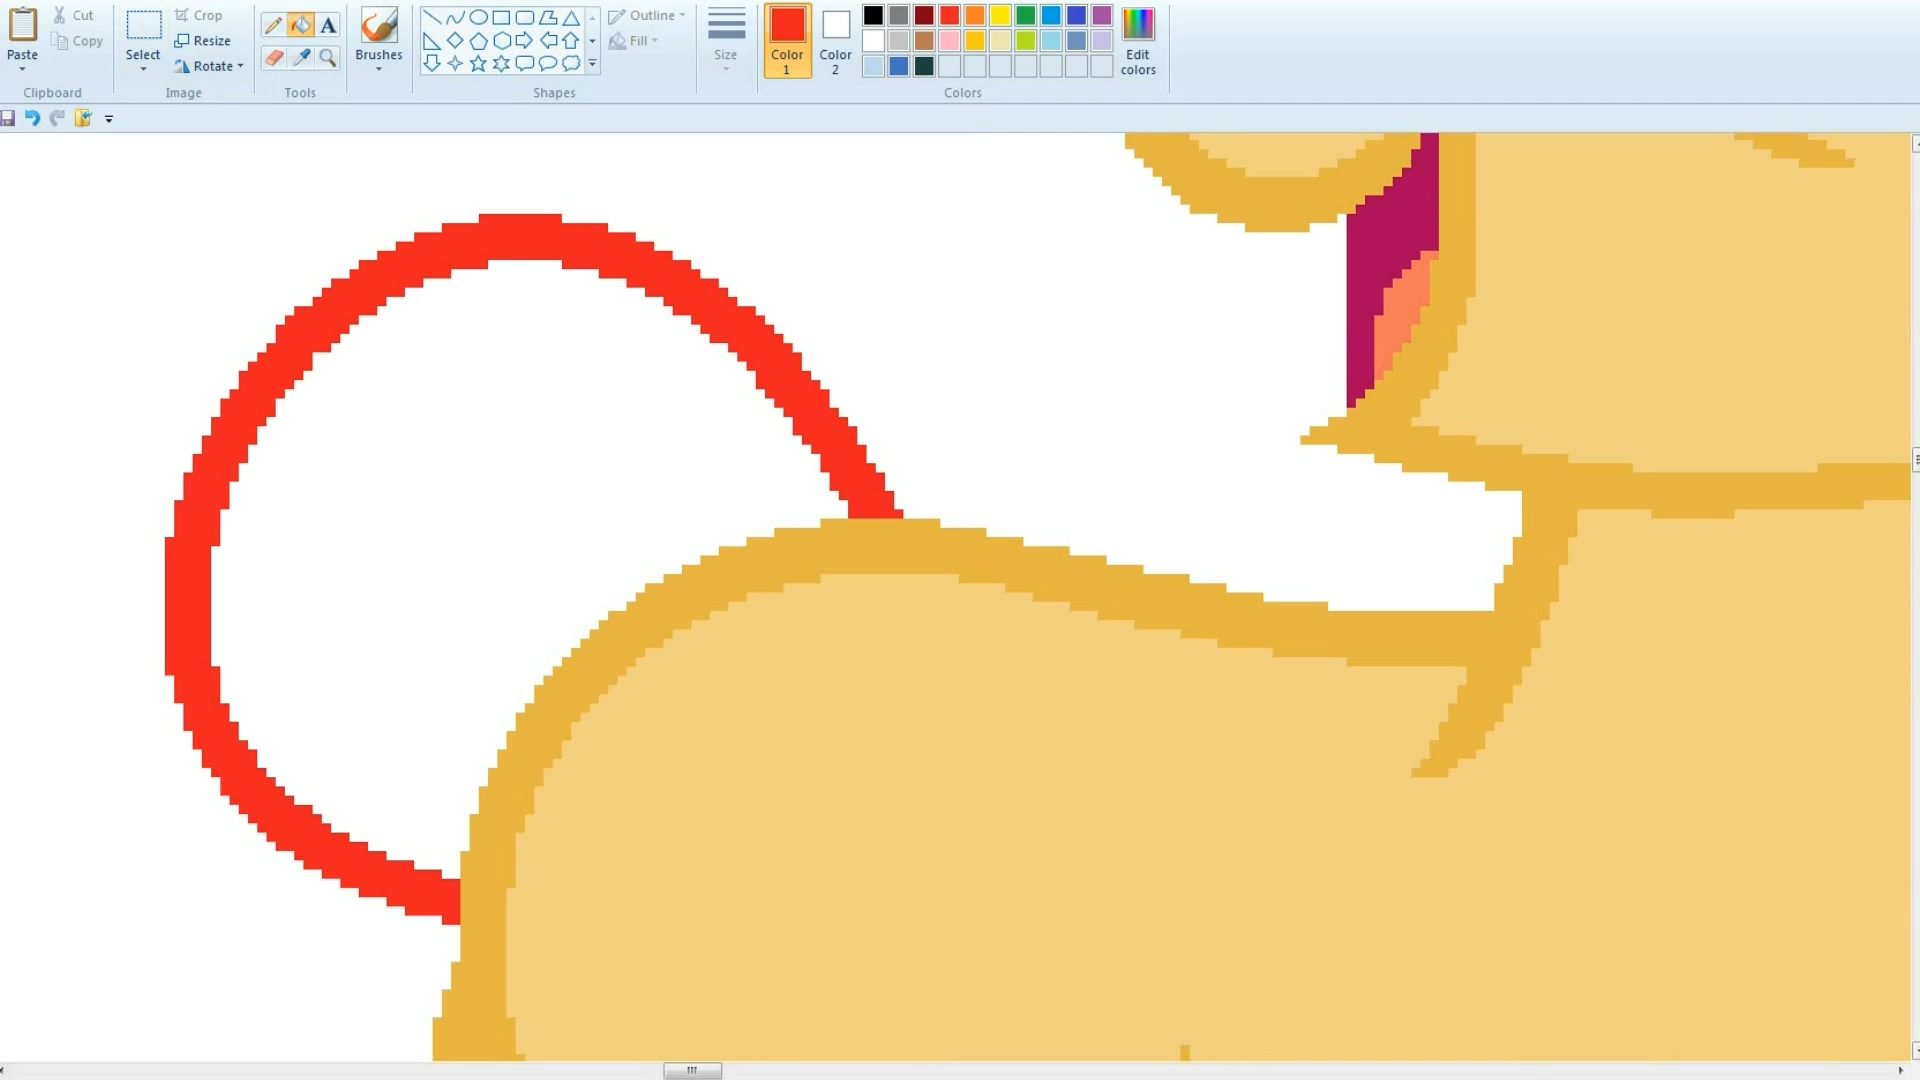 Paste
Cut
Copy
Clipboard
Select
Crop
Resize
Rotate
Image
A
Tools
Brushes
Shapes
Outline
Fill
Size
Color 1
Color 2
Edit colors
Colors